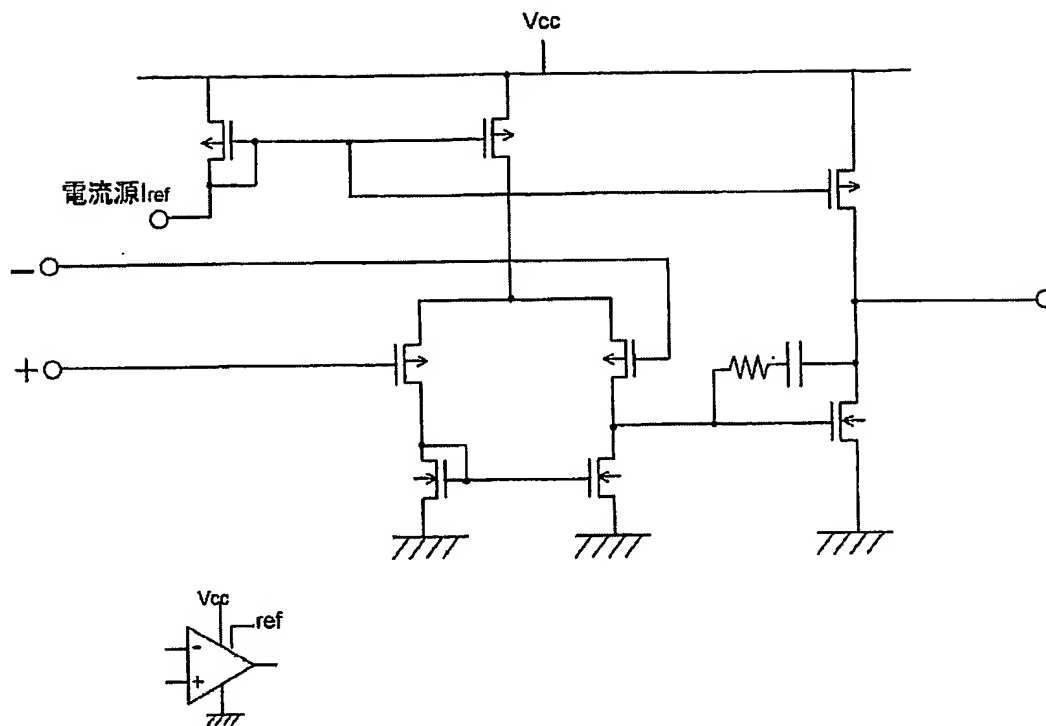 Vcc
電流源Iref
−
+
Vcc
ref
-
+